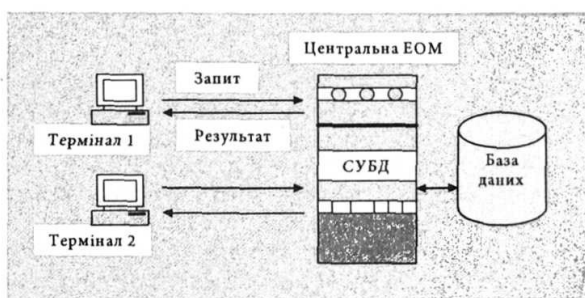 Центральна ЕОМ
Запит
Термінал 1
Результат
СУБД
База
даних
Термінал 2